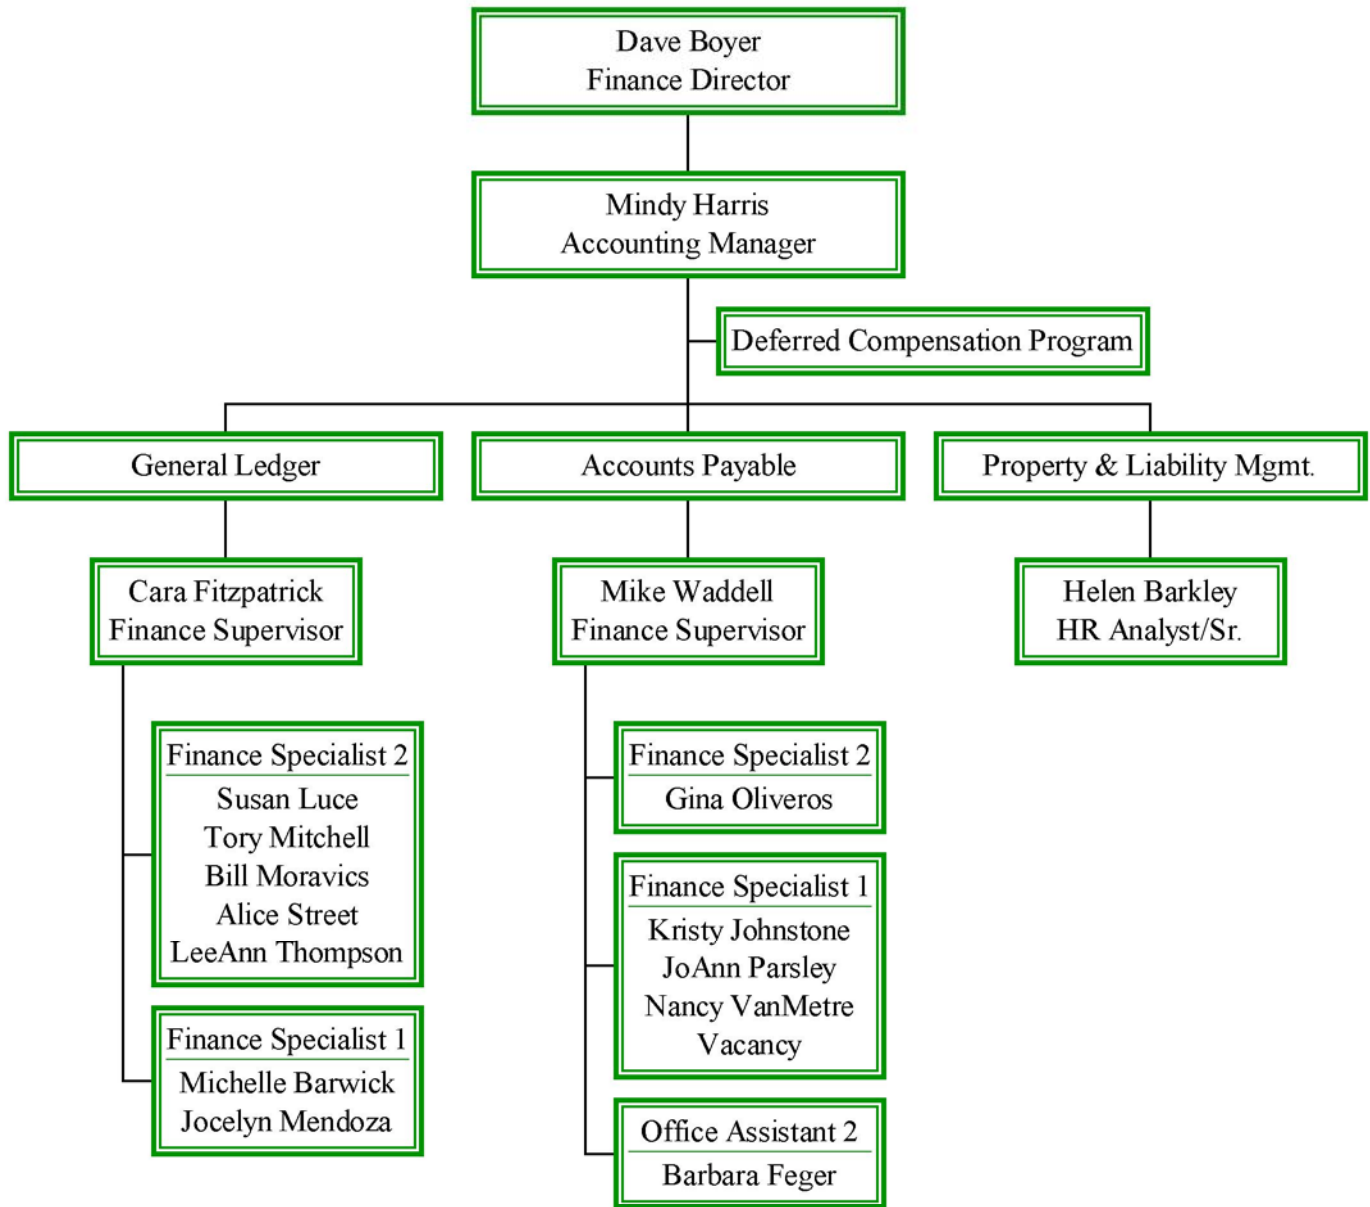 Dave Boyer
Finance Director
Mindy Harris
Accounting Manager
Deferred Compensation Program
General Ledger
Accounts Payable
Property & Liability Mgmt.
Cara Fitzpatrick
Finance Supervisor
Mike Waddell
Finance Supervisor
Helen Barkley
HR Analyst/Sr.
Finance Specialist 2
Susan Luce
Tory Mitchell
Bill Moravics
Alice Street
LeeAnn Thompson
Finance Specialist 1
Michelle Barwick
Jocelyn Mendoza
Finance Specialist 2
Gina Oliveros
Finance Specialist 1
Kristy Johnstone
JoAnn Parsley
Nancy VanMetre
Vacancy
Office Assistant 2
Barbara Feger